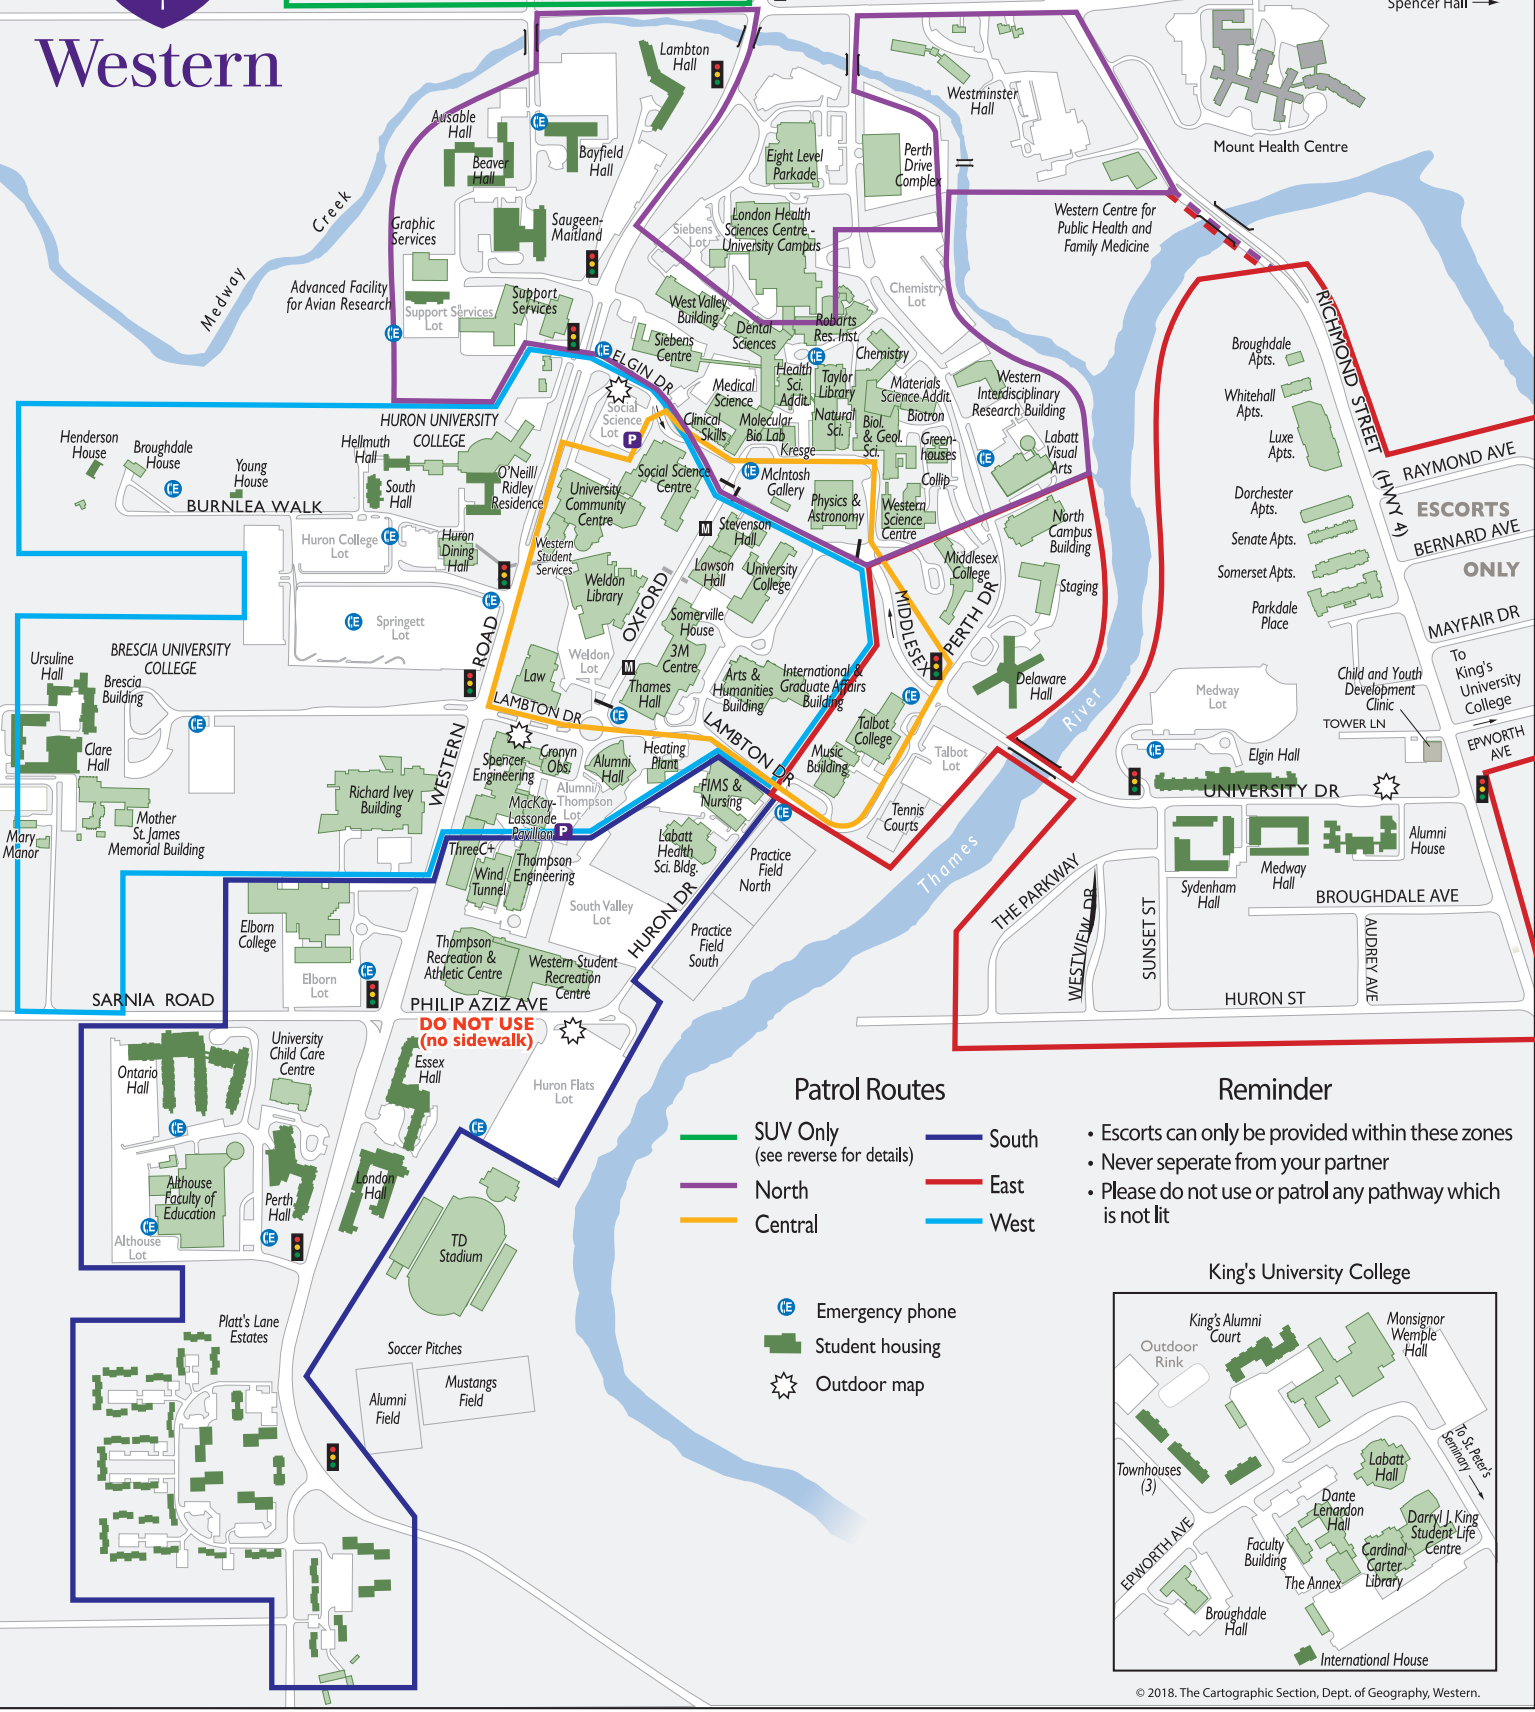 Western
Spencer Hall
Mount Health Centre
Lambton
Hall
Westminster
Hall
Ausable
Hall
Beaver
Hall
Bayfield
Hall
Eight Level
Parkade
Perth
Drive
Complex
Medway
Creek
Graphic
Services
Saugeen-
Maitland
Siebens
Lot
London Health
Sciences Centre -
University Campus
Western Centre for
Public Health and
Family Medicine
Advanced Facility
for Avian Research
Support Services
Lot
Support
Services
West Valley
Building
Chemistry
Lot
Dental
Sciences
Robarts
Res. Inst.
Siebens
Centre
ELGIN DR
Chemistry
Health
Sci.
Addit.
Taylor
Library
Medical
Science
Materials
Science Addit.
Western
Interdisciplinary
Research Building
Biotron
Social
Science
Lot
P
Clinical
Skills
Molecular
Bio Lab
Natural
Sci.
Biol.
& Geol.
Sci.
Green-
houses
Kresge
Collip
Labatt
Visual
Arts
RICHMOND STREET (HWY 4)
Broughdale
Apts.
Whitehall
Apts.
Luxe
Apts.
HURON UNIVERSITY
COLLEGE
Henderson
House
Broughdale
House
Young
House
Hellmuth
Hall
South
Hall
O'Neill/
Ridley
Residence
BURNLEA WALK
Social Science
Centre
McIntosh
Gallery
University
Community
Centre
Physics &
Astronomy
Western
Science
Centre
North
Campus
Building
Dorchester
Apts.
Senate Apts.
Somerset Apts.
Parkdale
Place
RAYMOND AVE
ESCORTS
BERNARD AVE
ONLY
MAYFAIR DR
Huron College
Lot
Huron
Dining
Hall
Western
Student
Services
M
Stevenson
Hall
Lawson
Hall
University
College
Middlesex
College
Staging
Weldon
Library
OXFORD
MIDDLESEX
PERTH DR
Springett
Lot
ROAD
Somerville
House
3M
Centre
BRESCIA UNIVERSITY
COLLEGE
Ursuline
Hall
Brescia
Building
Weldon
Lot
M
Law
Thames
Hall
Arts &
Humanities
Building
International &
Graduate Affairs
Building
Delaware
Hall
Medway
Lot
Child and Youth
Development
Clinic
TOWER LN
To
King's
University
College
EPWORTH
AVE
LAMBTON DR
LAMBTON DR
Talbot
College
Music
Building
Talbot
Lot
River
Clare
Hall
WESTERN
Spencer
Engineering
Cronyn
Obs.
Alumni
Hall
Heating
Plant
Elgin Hall
UNIVERSITY DR
Richard Ivey
Building
Alumni/
Thompson
Lot
FIMS &
Nursing
MacKay-
Lassonde
Pavilion
P
Tennis
Courts
Mary
Manor
Mother
St. James
Memorial Building
ThreeC+
Wind
Tunnel
Thompson
Engineering
Labatt
Health
Sci. Bldg.
Practice
Field
North
Thames
Sydenham
Hall
Medway
Hall
Alumni
House
BROUGHDALE AVE
THE PARKWAY
WESTVIEW DR
SUNSET ST
AUDREY AVE
HURON ST
Elborn
College
Elborn
Lot
South Valley
Lot
HURON DR
Practice
Field
South
Thompson
Recreation &
Athletic Centre
Western Student
Recreation
Centre
SARNIA ROAD
PHILIP AZIZ AVE
DO NOT USE
(no sidewalk)
University
Child Care
Centre
Ontario
Hall
Essex
Hall
Huron Flats
Lot
Althouse
Faculty of
Education
Perth
Hall
London
Hall
Althouse
Lot
TD
Stadium
Platt's Lane
Estates
Soccer Pitches
Alumni
Field
Mustangs
Field
Patrol Routes
SUV Only
(see reverse for details)
North
Central
South
East
West
Emergency phone
Student housing
Outdoor map
Reminder
• Escorts can only be provided within these zones
• Never seperate from your partner
• Please do not use or patrol any pathway which
is not lit
King's University College
King's Alumni
Court
Outdoor
Rink
Monsignor
Wemple
Hall
Townhouses
(3)
Labatt
Hall
To St. Peter's
Seminary
Dante
Lenardon
Hall
Darryl J. King
Student Life
Centre
Faculty
Building
Cardinal
Carter
Library
The Annex
EPWORTH AVE
Broughdale
Hall
International House
© 2018. The Cartographic Section, Dept. of Geography, Western.